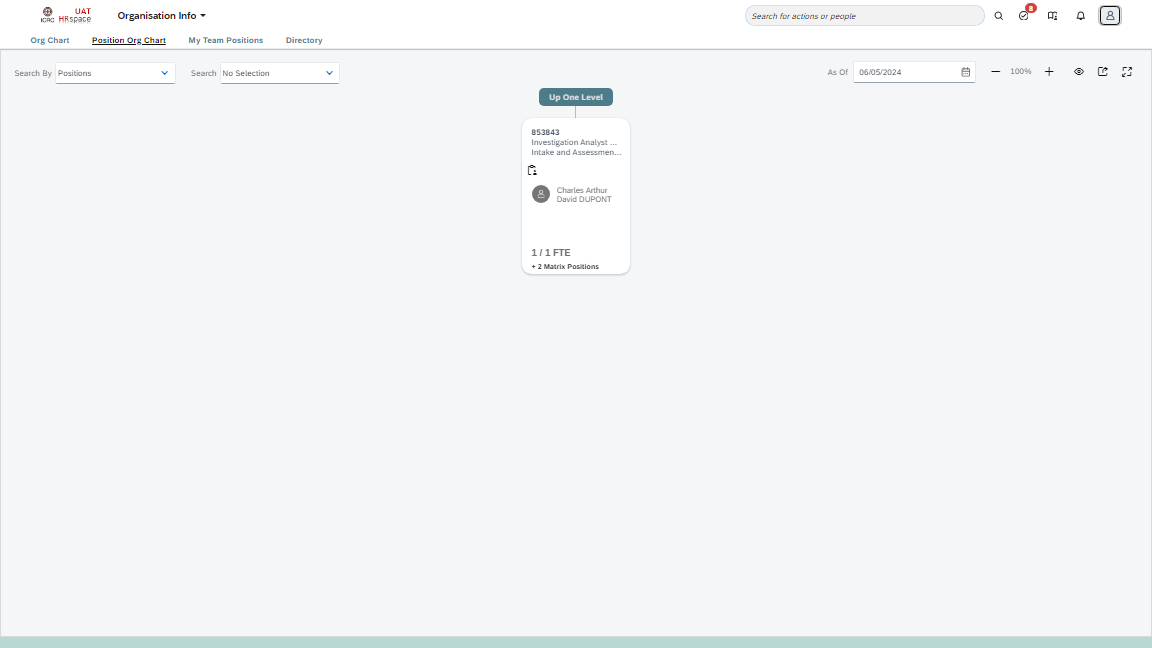 ICRC
UAT
HRspace
Organisation Info
Search for actions or people
8
Org Chart
Position Org Chart
My Team Positions
Directory
Search By
Positions
Search
No Selection
As Of
06/05/2024
100%
Up One Level
853843
Investigation Analyst ...
Intake and Assessmen...
Charles Arthur
David DUPONT
1 / 1 FTE
+ 2 Matrix Positions